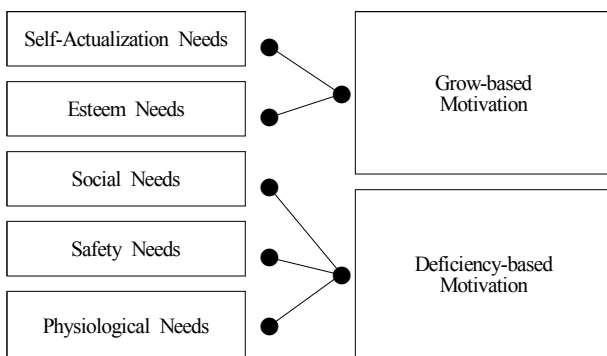 Self-Actualization Needs
Esteem Needs
Social Needs
Safety Needs
Physiological Needs
Grow-based
Motivation
Deficiency-based
Motivation